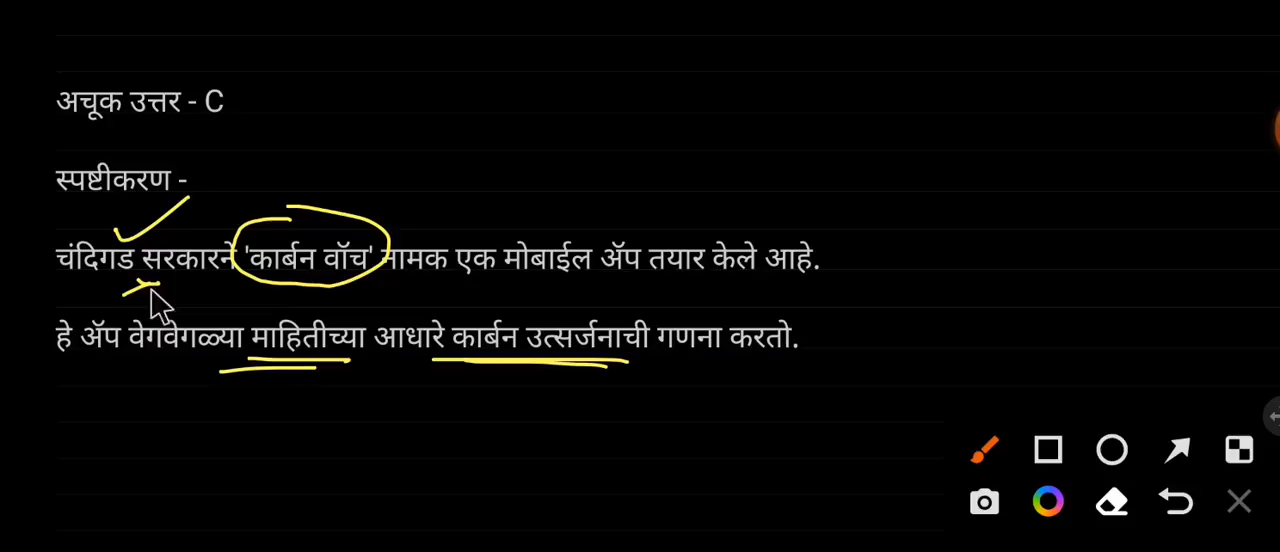 अचूक उत्तर - C
स्पष्टीकरण -
चंदिगड सरकारने 'कार्बन वॉच' नामक एक मोबाईल ॲप तयार केले आहे.
हे ॲप वेगवेगळ्या माहितीच्या आधारे कार्बन उत्सर्जनाची गणना करतो.